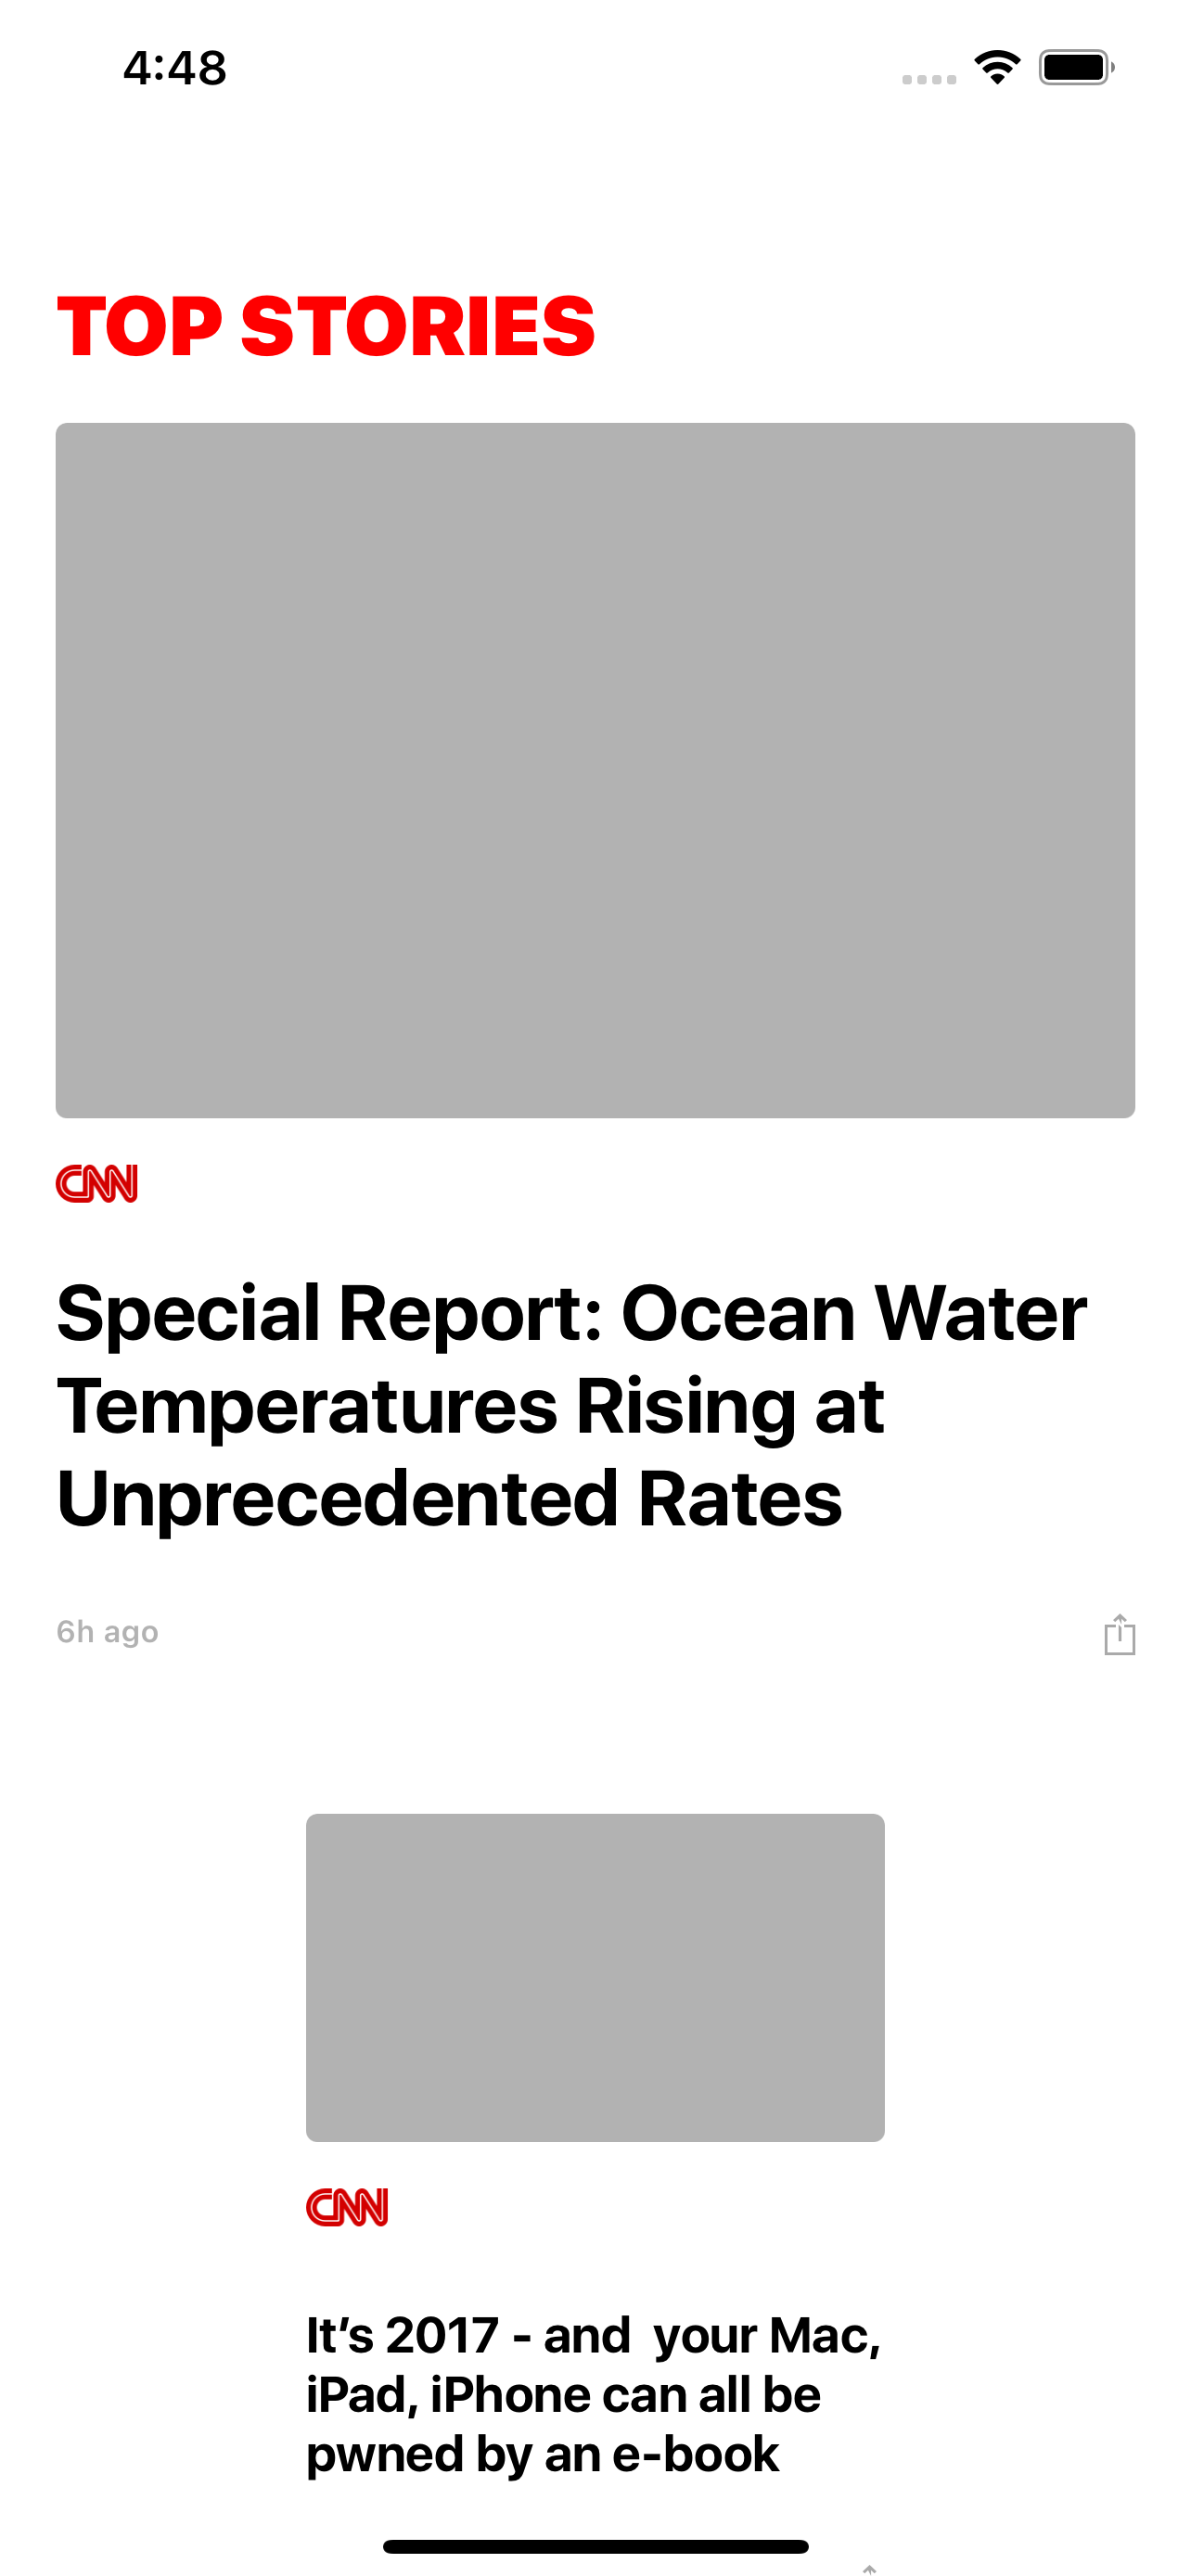 4:48
TOP STORIES
CNN
Special Report: Ocean Water
Temperatures Rising at
Unprecedented Rates
6h ago
CNN
It’s 2017 - and  your Mac,
iPad, iPhone can all be
pwned by an e-book